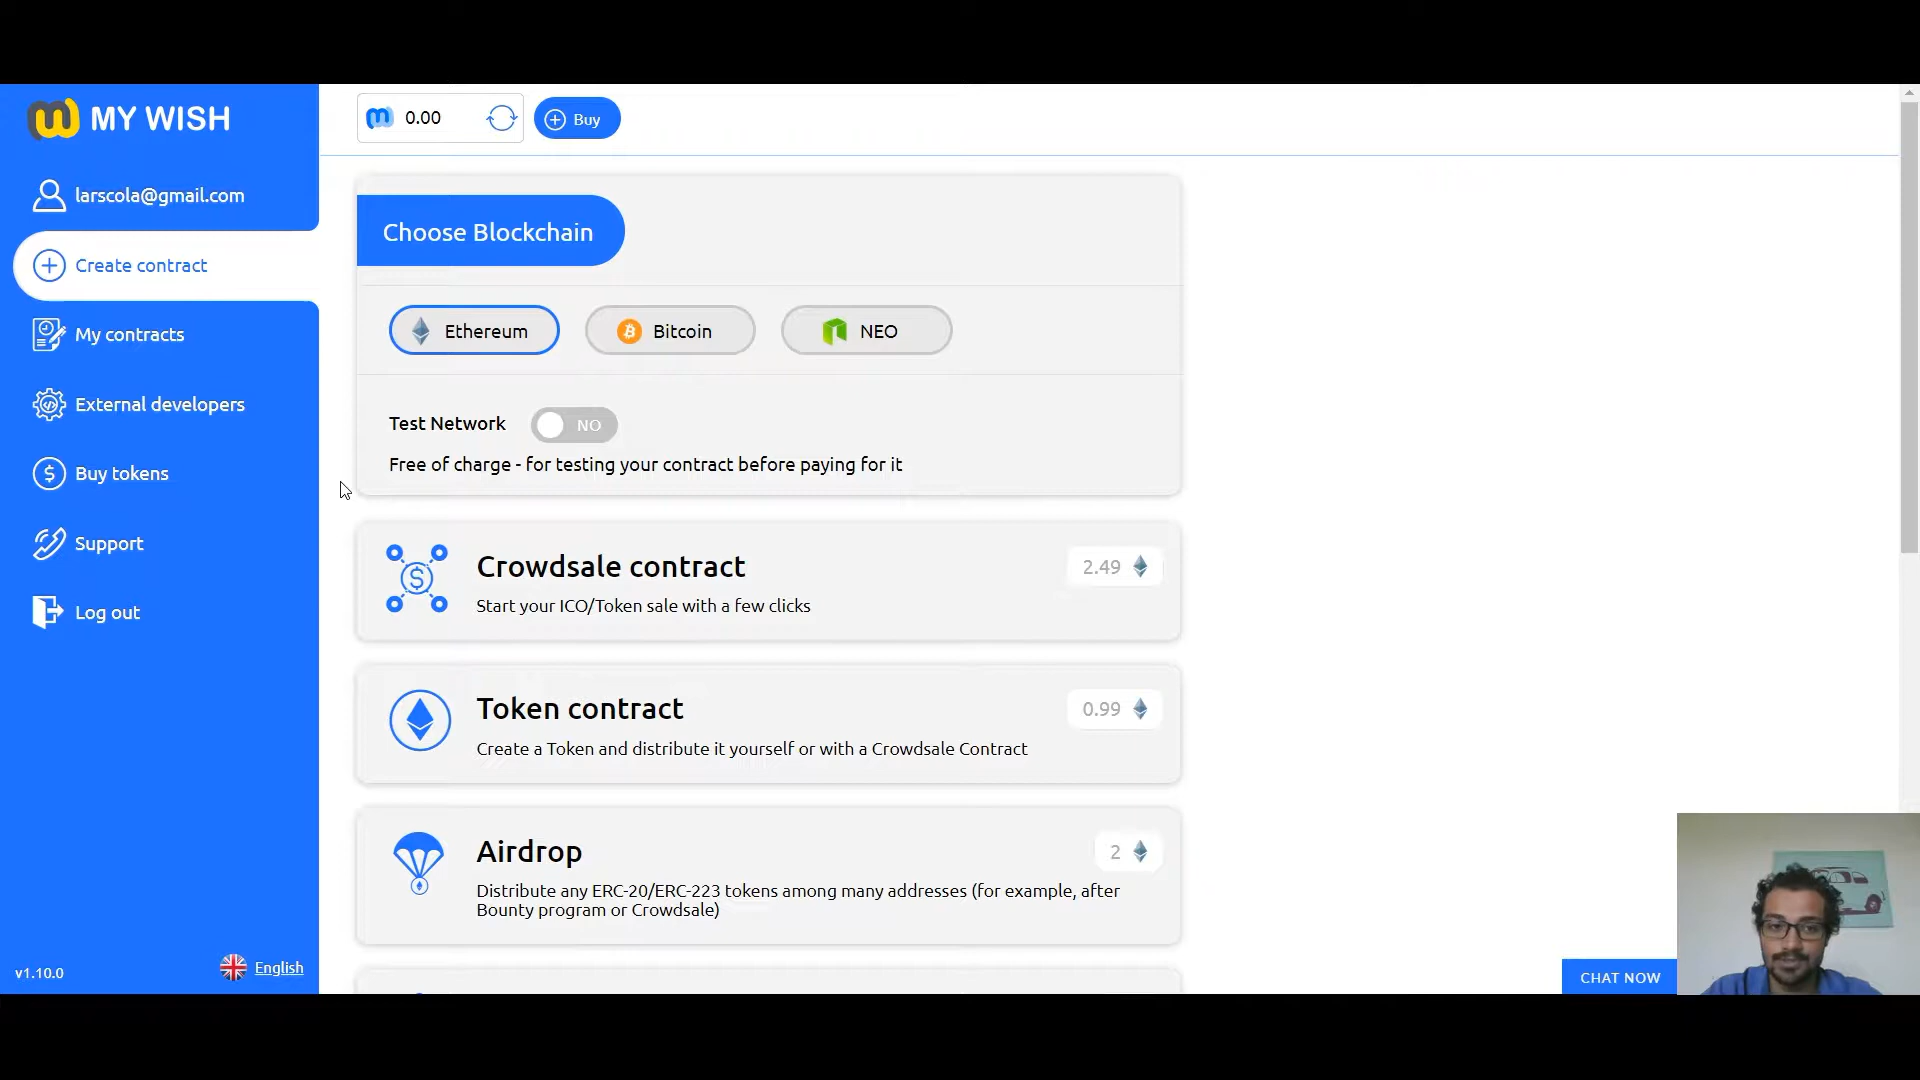 MY WISH
0.00
Buy
larscola@gmail.com
Create contract
My contracts
External developers
Buy tokens
Support
Log out
v1.10.0
English
Choose Blockchain
Ethereum
Bitcoin
NEO
Test Network
NO
Free of charge - for testing your contract before paying for it
Crowdsale contract
2.49
Start your ICO/Token sale with a few clicks
Token contract
0.99
Create a Token and distribute it yourself or with a Crowdsale Contract
Airdrop
2
Distribute any ERC-20/ERC-223 tokens among many addresses (for example, after
Bounty program or Crowdsale)
CHAT NOW